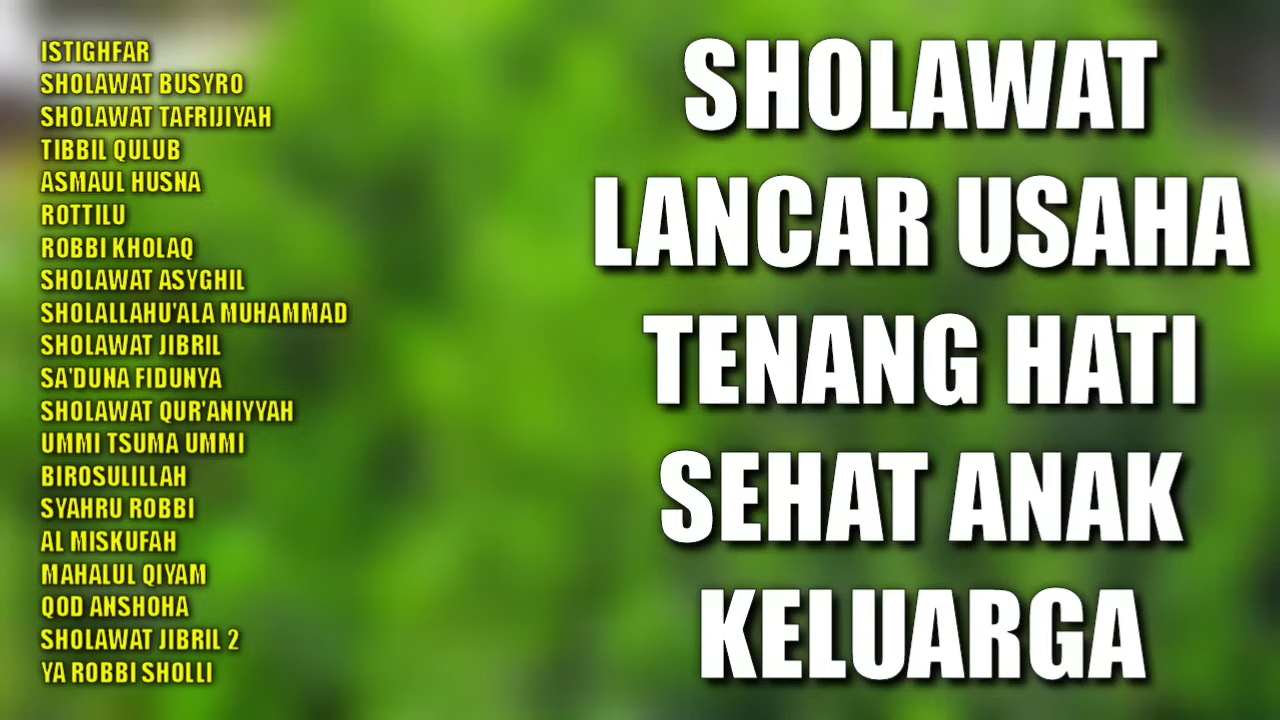 ISTIGHFAR
SHOLAWAT BUSYRO
SHOLAWAT TAFRIJIYAH
TIBBIL QULUB
ASMAUL HUSNA
ROTTILU
ROBBI KHOLAQ
SHOLAWAT ASYGHIL
SHOLALLAHU'ALA MUHAMMAD
SHOLAWAT JIBRIL
SA'DUNA FIDUNYA
SHOLAWAT QUR'ANIYYAH
UMMI TSUMA UMMI
BIROSULILLAH
SYAHRU ROBBI
AL MISKUFAH
MAHALUL QIYAM
QOD ANSHOHA
SHOLAWAT JIBRIL 2
YA ROBBI SHOLLI
SHOLAWAT
LANCAR USAHA
TENANG HATI
SEHAT ANAK
KELUARGA